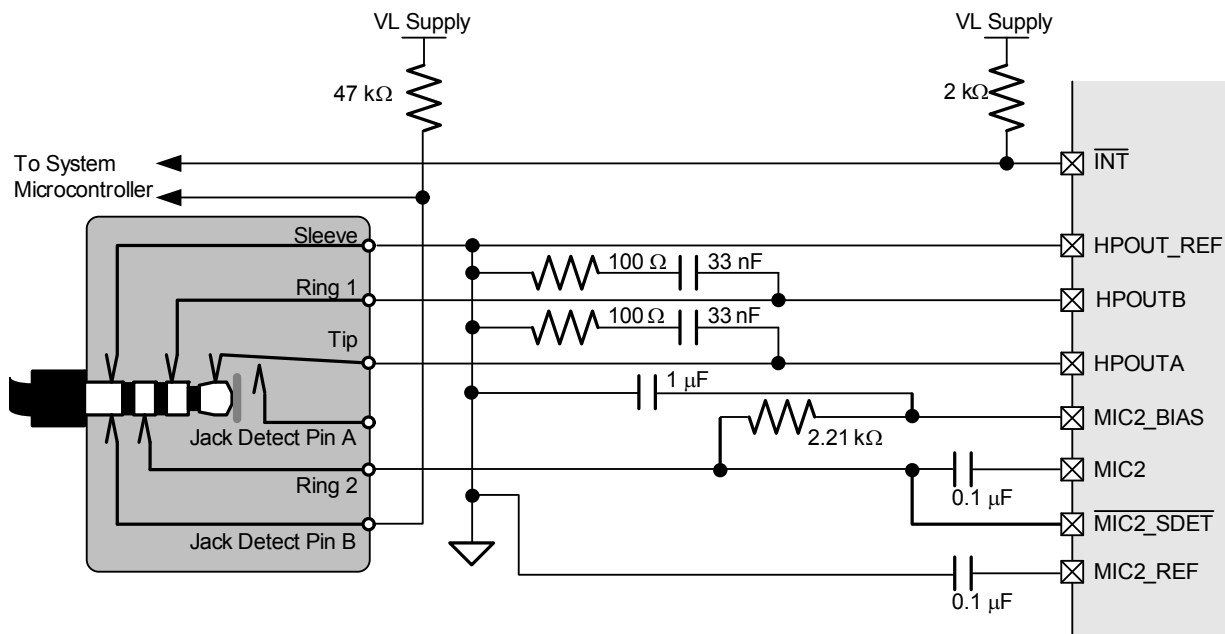 VL Supply
VL Supply
47 kΩ
2 kΩ
To System
Microcontroller
INT
Sleeve
HPOUT_REF
100 Ω
33 nF
Ring 1
HPOUTB
100 Ω
33 nF
Tip
HPOUTA
1 μF
MIC2_BIAS
2.21 kΩ
Jack Detect Pin A
MIC2
Ring 2
0.1 μF
MIC2_SDET
Jack Detect Pin B
MIC2_REF
0.1 μF